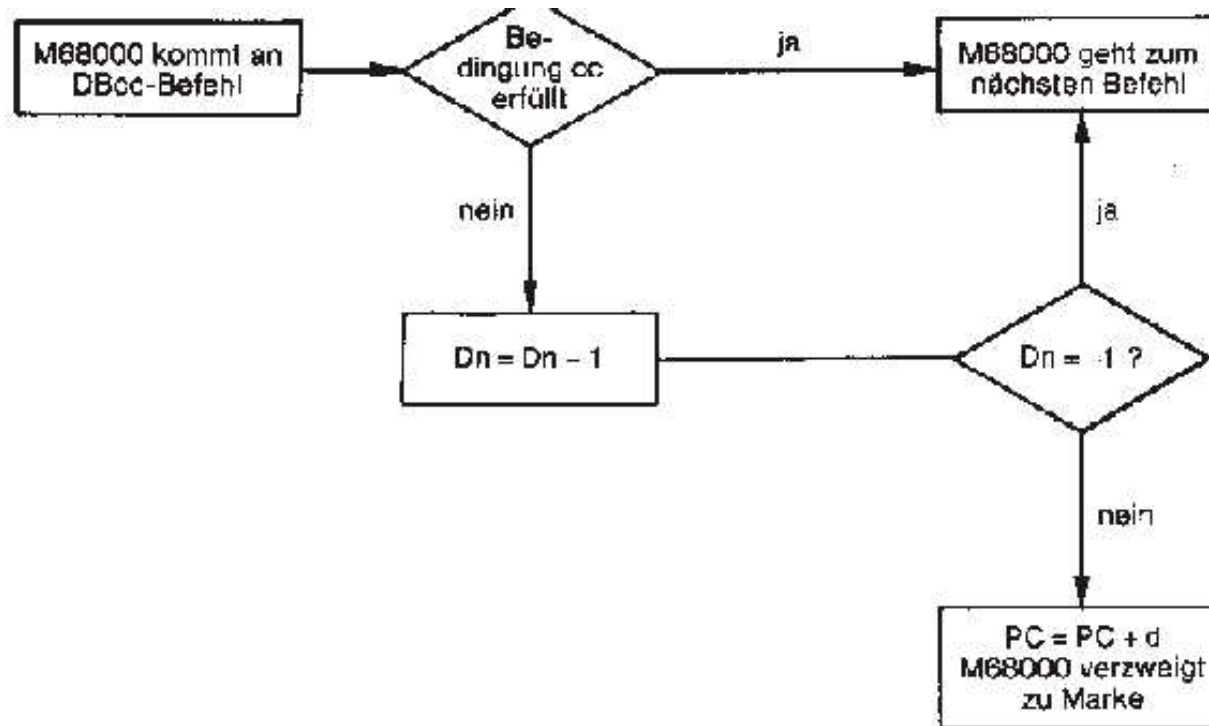 M68000 kommt an
DBcc-Befehl
Be-
dingung cc
erfüllt
ja
M68000 geht zum
nächsten Befehl
nein
ja
Dn = Dn - 1
Dn = -1 ?
nein
PC = PC + d
M68000 verzweigt
zu Marke